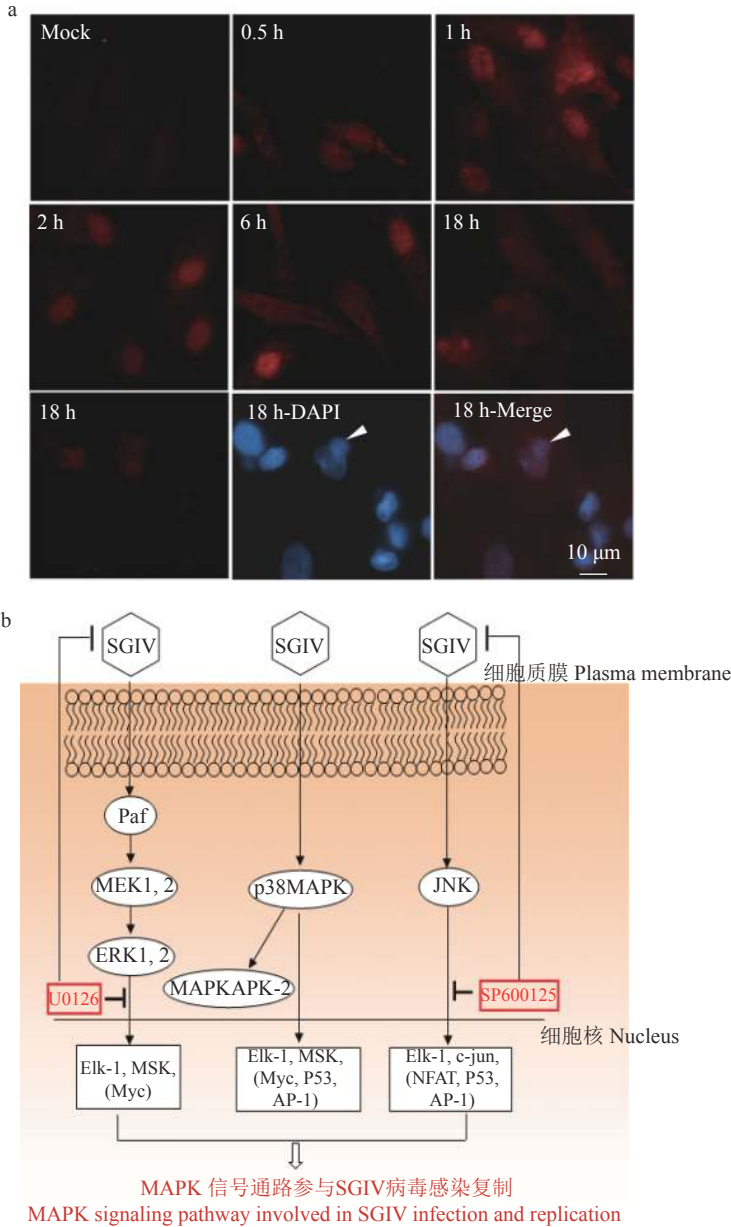 a
Mock
0.5 h
1 h
2 h
6 h
18 h
18 h
18 h-DAPI
18 h-Merge
10 μm
b
SGIV
SGIV
SGIV
细胞质膜 Plasma membrane
Paf
MEK1, 2
p38MAPK
JNK
ERK1, 2
MAPKAPK-2
U0126
SP600125
细胞核 Nucleus
Elk-1, MSK,
(Myc)
Elk-1, MSK,
(Myc, P53,
AP-1)
Elk-1, c-jun,
(NFAT, P53,
AP-1)
MAPK 信号通路参与SGIV病毒感染复制
MAPK signaling pathway involved in SGIV infection and replication